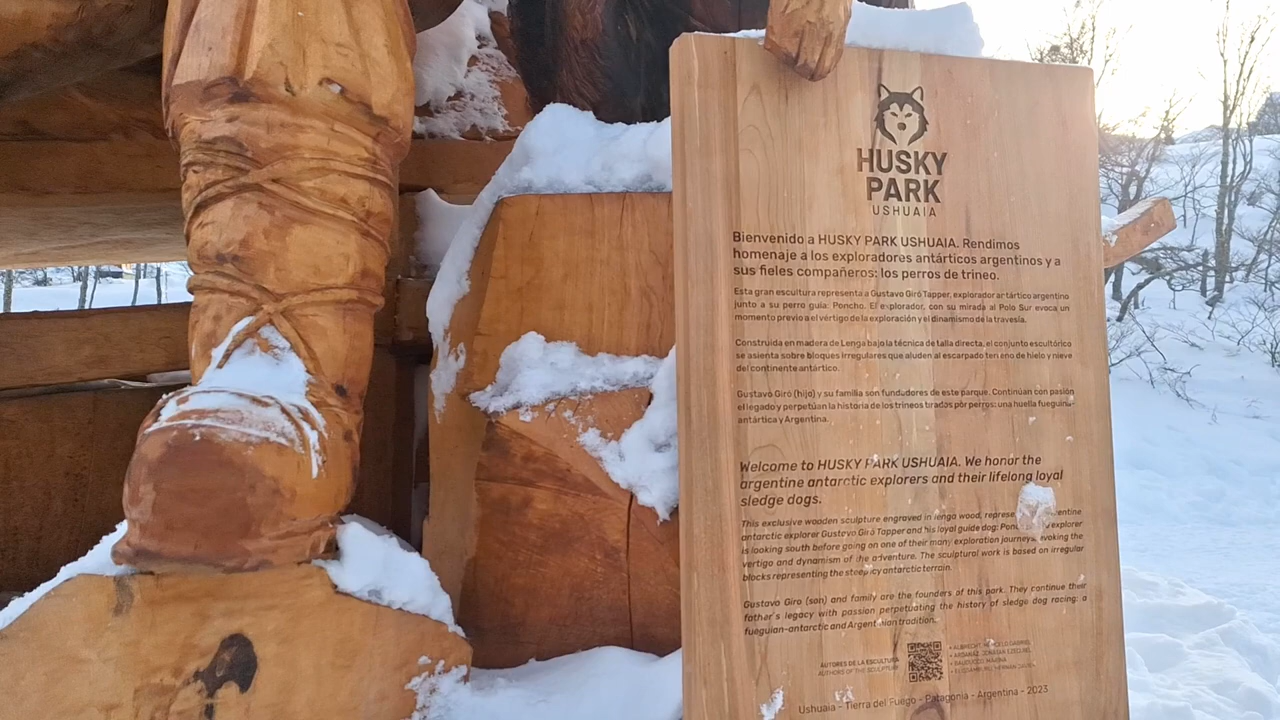 HUSKY
PARK
USHUAIA
Bienvenido a HUSKY PARK USHUAIA. Rendimos
homenaje a los exploradores antárticos argentinos y a
sus fieles compañeros: los perros de trineo.
Esta gran escultura representa a Gustavo Giró Tapper, explorador antártico argentino
junto a su perro guía: Poncho. El explorador, con su mirada al Polo Sur evoca un
momento previo al vértigo de la exploración y el dinamismo de la travesía.
Construida en madera de Lenga bajo la técnica de talla directa, el conjunto escultórico
se asienta sobre bloques irregulares que aluden al escarpado terreno de hielo y nieve
del continente antártico.
Gustavo Giró (hijo) y su familia son fundadores de este parque. Continúan con pasión
el legado y perpetúan la historia de los trineos tirados por perros: una huella fueguina
antártica y Argentina.
Welcome to HUSKY PARK USHUAIA. We honor the
argentine antarctic explorers and their lifelong loyal
sledge dogs.
This exclusive wooden sculpture engraved in lenga wood, represe
antarctic explorer Gustavo Giró Tapper and his loyal guide dog: Ponc explorer
is looking south before going on one of their many exploration journeys, evoking the
vertigo and dynamism of the adventure. The sculptural work is based on irregular
blocks representing the steep icy antarctic terrain.
Gustavo Giro (son) and family are the founders of this park. They continue their
father's legacy with passion perpetuating the history of sledge dog racing: a
fueguian-antarctic and Argentinian tradition.
AUTORES DE LA ESCULTURA
AUTHORS OF THE SCULPTURE
• ALBRECHT, MARCELO GABRIEL
Ushuaia - Tierra del Fuego - Patagonia - Argentina - 2023